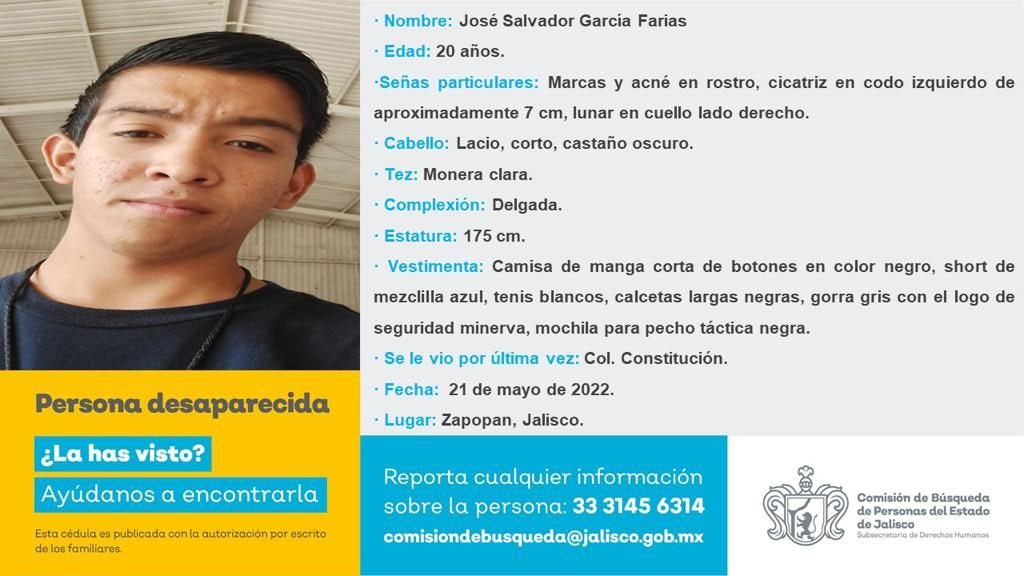 · Nombre: José Salvador García Farias
· Edad: 20 años.
·Señas particulares: Marcas y acné en rostro, cicatriz en codo izquierdo de
aproximadamente 7 cm, lunar en cuello lado derecho.
· Cabello: Lacio, corto, castaño oscuro.
· Tez: Monera clara.
· Complexión: Delgada.
· Estatura: 175 cm.
· Vestimenta: Camisa de manga corta de botones en color negro, short de
mezclilla azul, tenis blancos, calcetas largas negras, gorra gris con el logo de
seguridad minerva, mochila para pecho táctica negra.
· Se le vio por última vez: Col. Constitución.
· Fecha: 21 de mayo de 2022.
· Lugar: Zapopan, Jalisco.
Persona desaparecida
¿La has visto?
Ayúdanos a encontrarla
Esta cédula es publicada con la autorización por escrito
de los familiares.
Reporta cualquier información
sobre la persona: 33 3145 6314
comisiondebusqueda@jalisco.gob.mx
Comisión de Búsqueda
de Personas del Estado
de Jalisco
Subsecretaría de Derechos Humanos